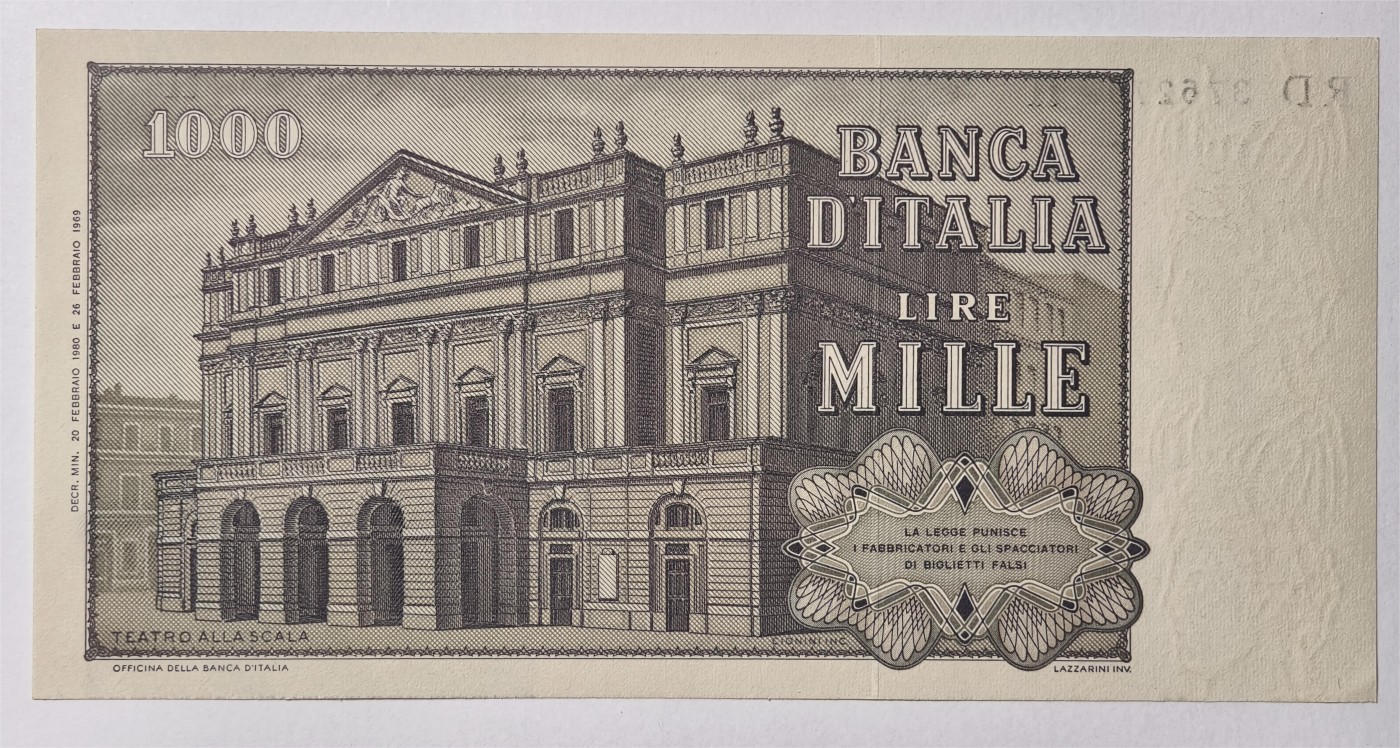 1000
BANCA
D'ITALIA
LIRE
MILLE
LA LEGGE PUNISCE
I FABBRICATORI E GLI SPACCIATORI
DI BIGLIETTI FALSI
TEATRO ALLA SCALA
OFFICINA DELLA BANCA D'ITALIA
LAZZARINI INV.
DECR. MIN. 20 FEBBRAIO 1980 E 26 FEBBRAIO 1969